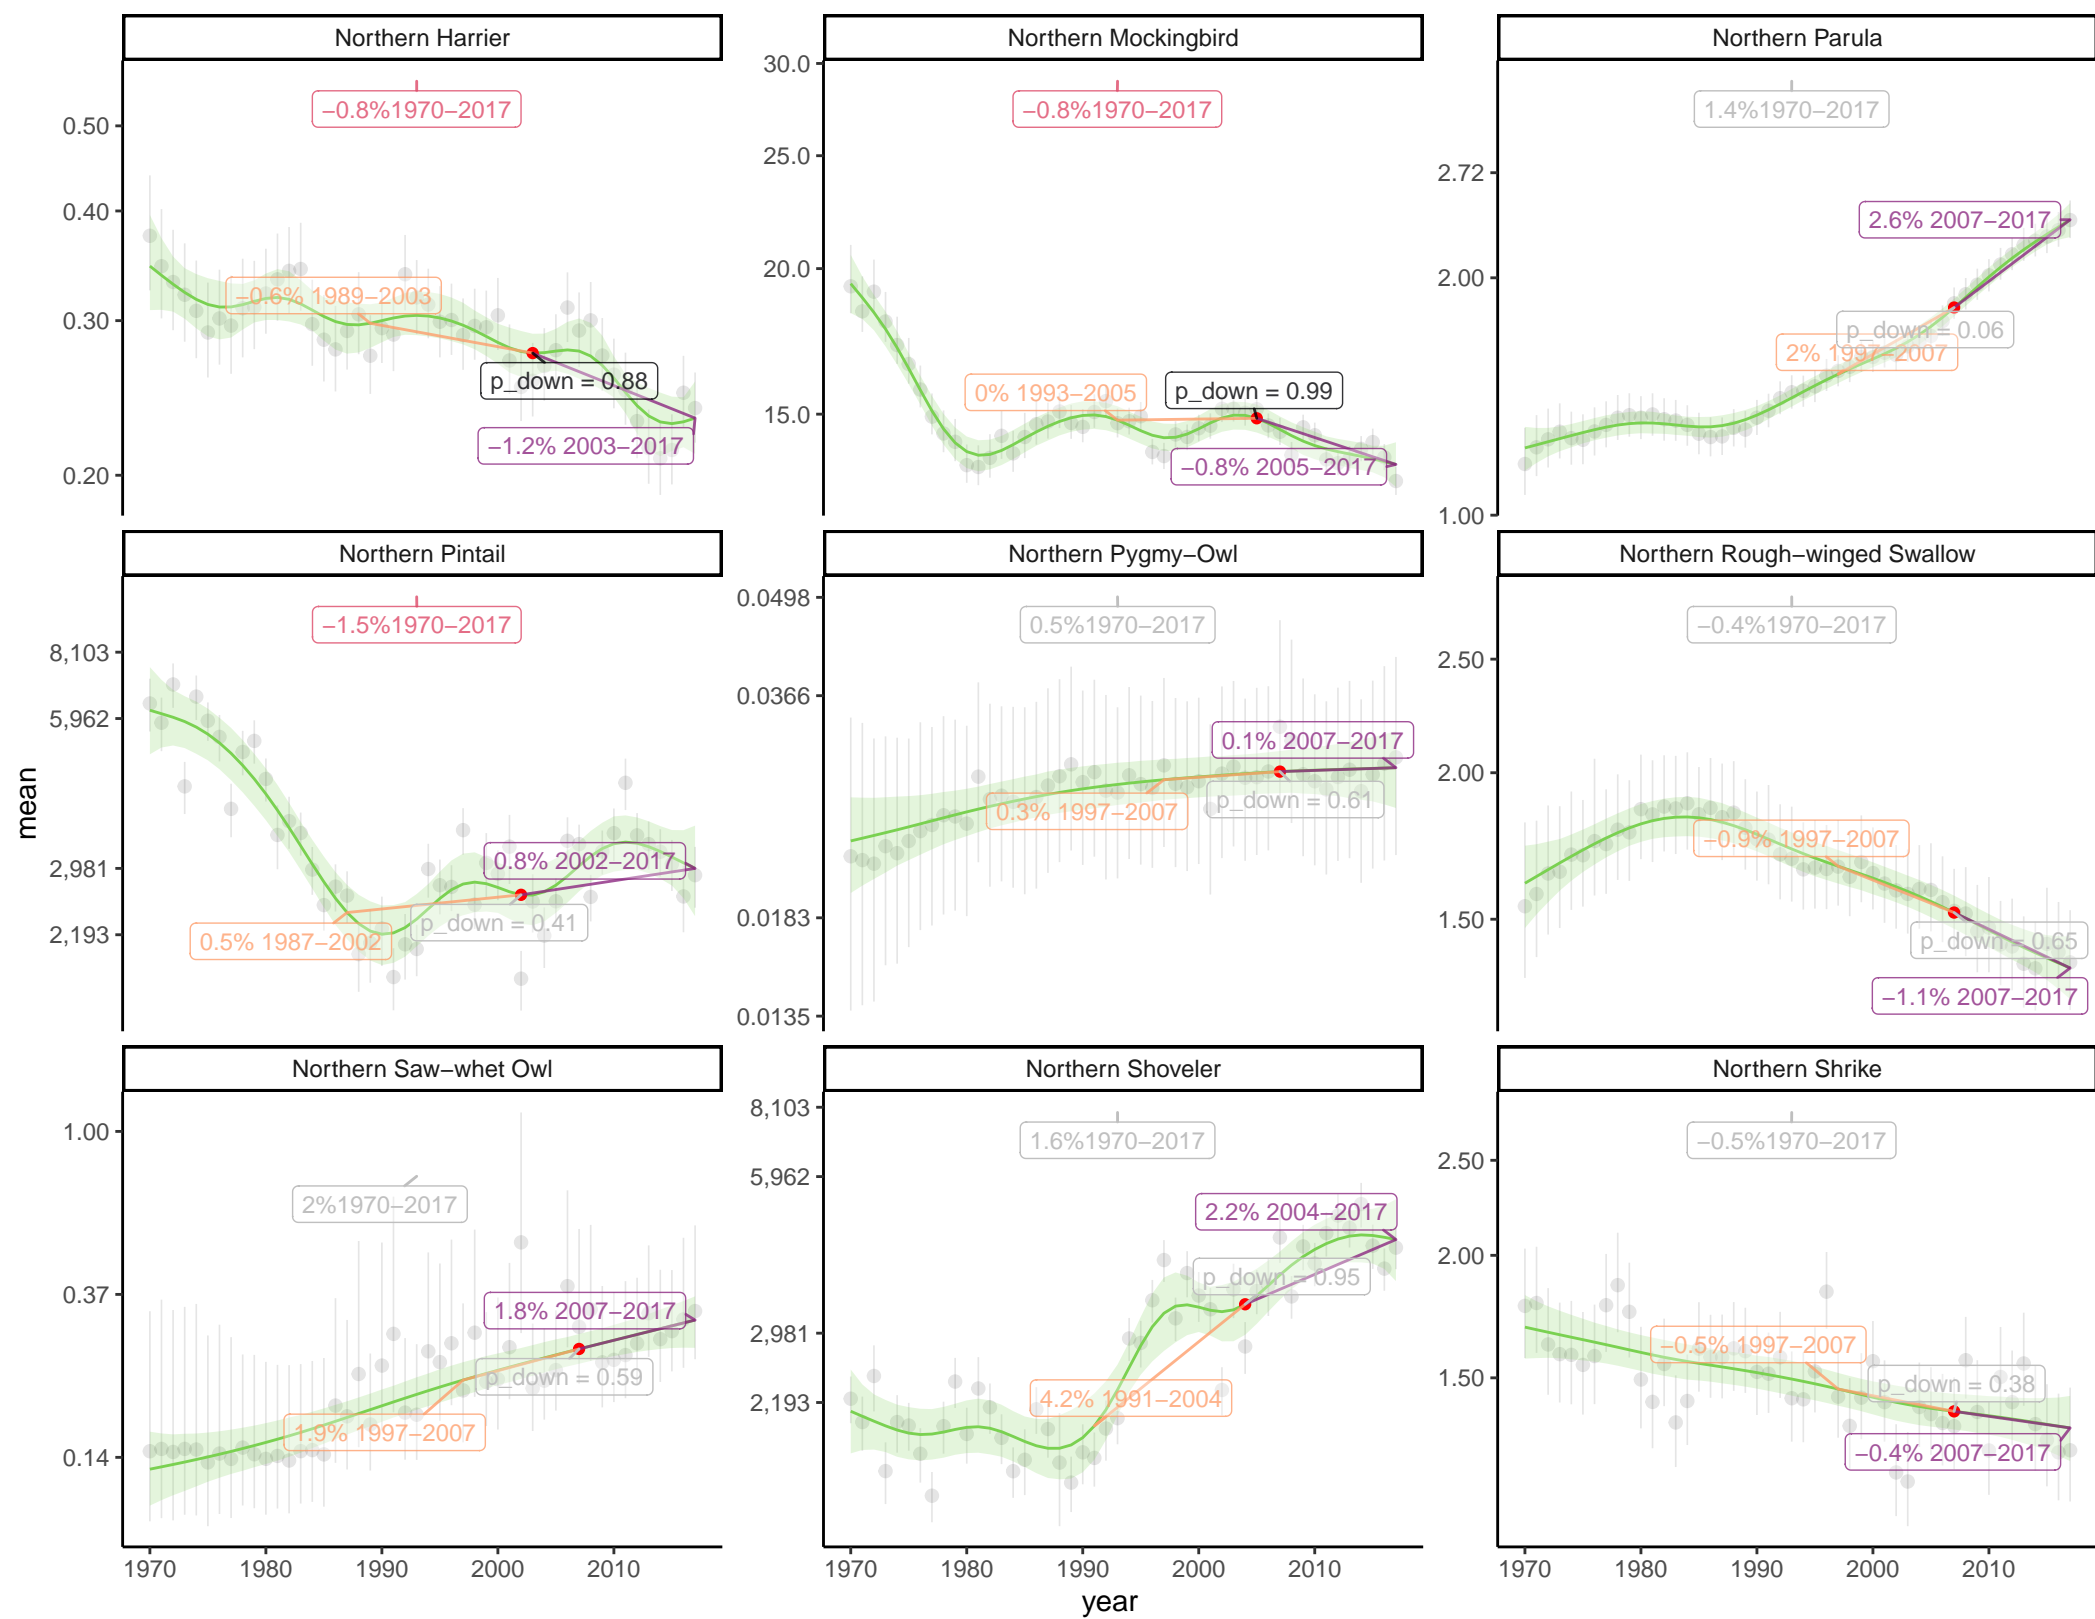 Northern Harrier
Northern Mockingbird
Northern Parula
0.50
0.40
0.30
0.20
−0.8%1970−2017
−0.6% 1989−2003
p_down = 0.88
−1.2% 2003−2017
30.0
25.0
20.0
15.0
−0.8%1970−2017
0% 1993−2005
p_down = 0.99
−0.8% 2005−2017
2.72
2.00
1.00
1.4%1970−2017
2.6% 2007−2017
p_down = 0.06
2% 1997−2007
Northern Pintail
Northern Pygmy−Owl
Northern Rough−winged Swallow
mean
8,103
5,962
2,981
2,193
−1.5%1970−2017
0.8% 2002−2017
p_down = 0.41
0.5% 1987−2002
0.0498
0.0366
0.0183
0.0135
0.5%1970−2017
0.1% 2007−2017
p_down = 0.61
0.3% 1997−2007
2.50
2.00
1.50
−0.4%1970−2017
−0.9% 1997−2007
p_down = 0.65
−1.1% 2007−2017
Northern Saw−whet Owl
Northern Shoveler
Northern Shrike
1.00
0.37
0.14
2%1970−2017
1.8% 2007−2017
p_down = 0.59
1.9% 1997−2007
8,103
5,962
2,981
2,193
1.6%1970−2017
2.2% 2004−2017
p_down = 0.95
4.2% 1991−2004
2.50
2.00
1.50
−0.5%1970−2017
−0.5% 1997−2007
p_down = 0.38
−0.4% 2007−2017
1970 1980 1990 2000 2010
1970 1980 1990 2000 2010
1970 1980 1990 2000 2010
year